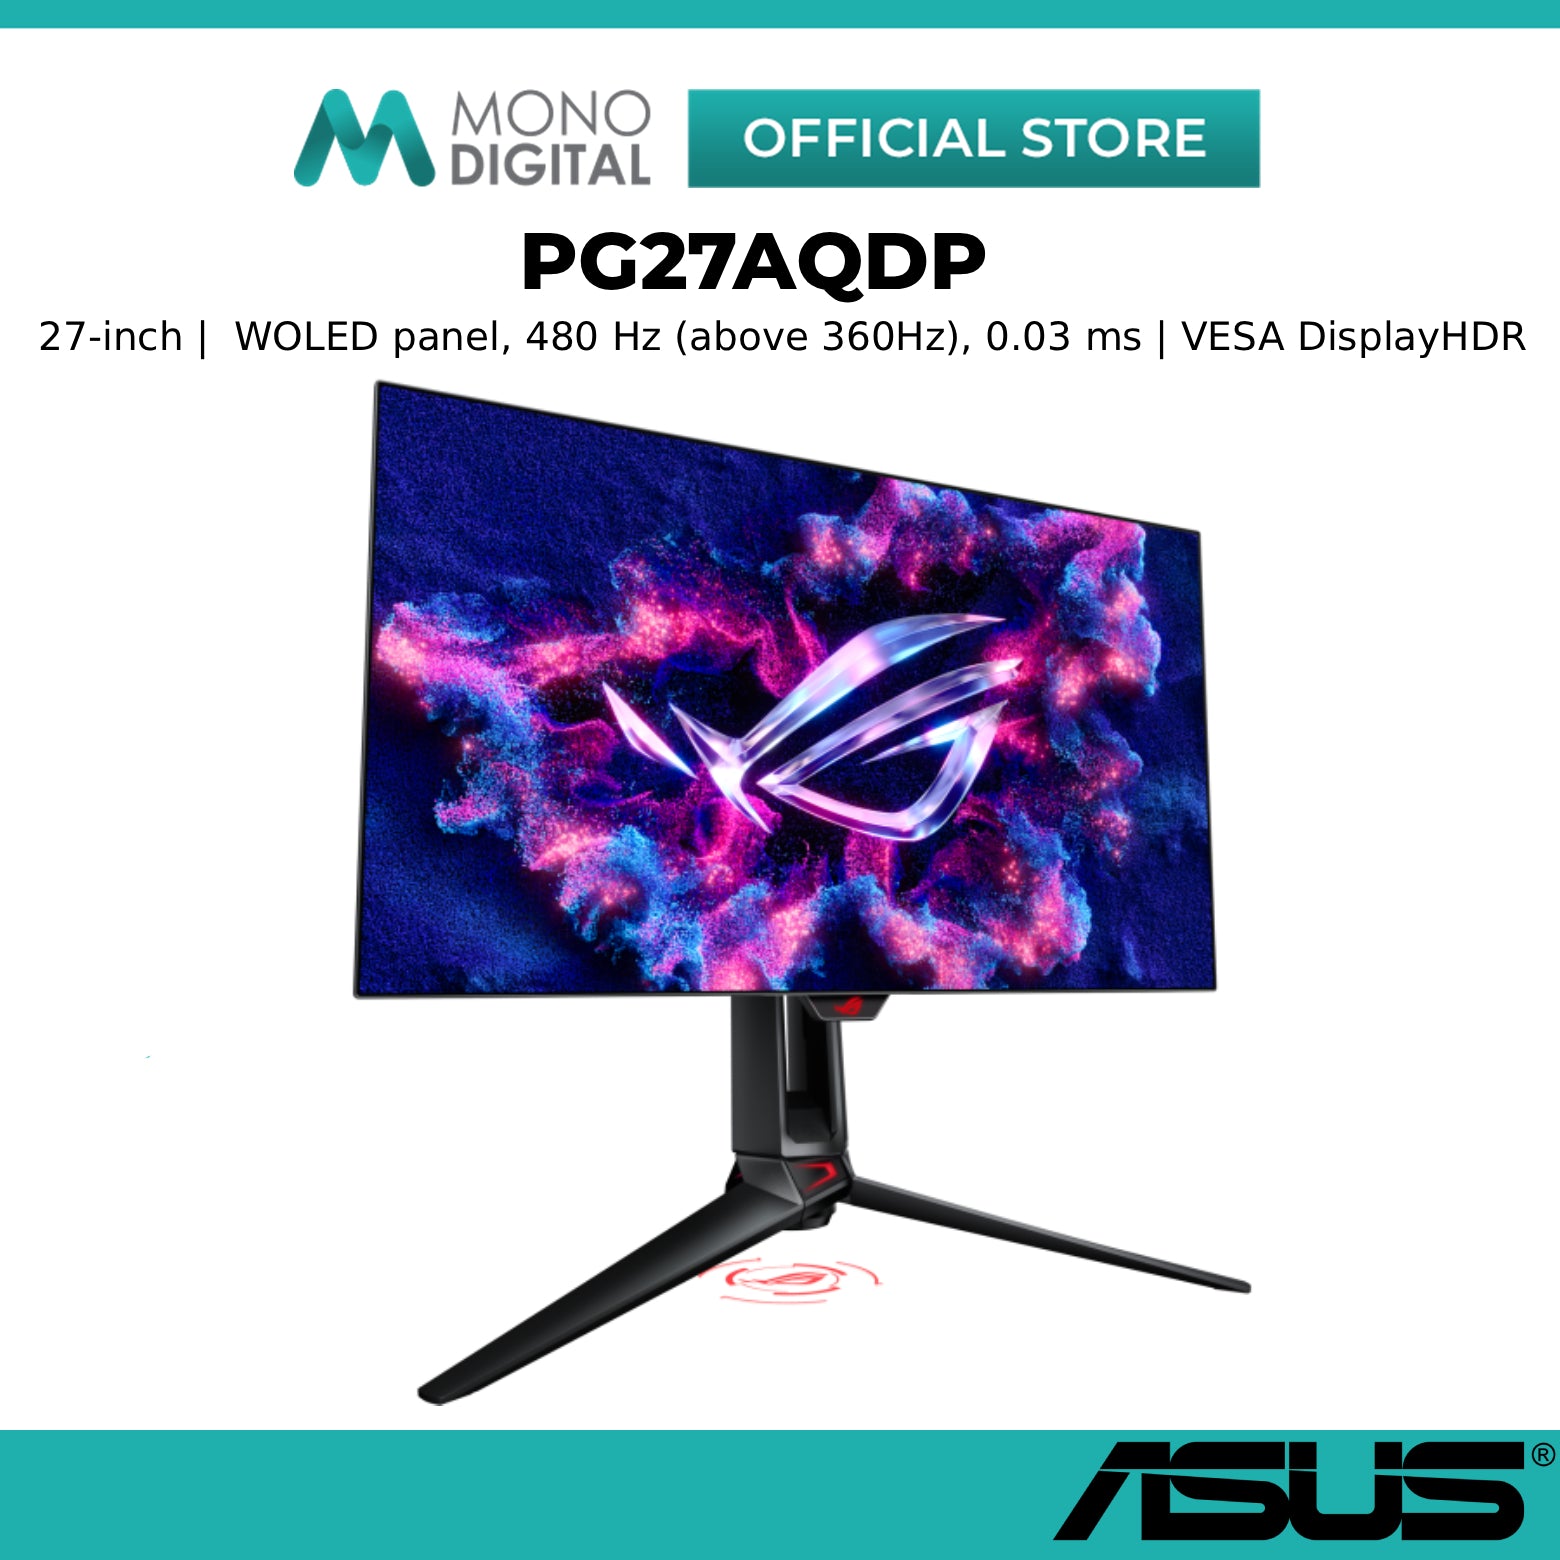 MONO
DIGITAL
OFFICIAL STORE
PG27AQDP
27-inch |  WOLED panel, 480 Hz (above 360Hz), 0.03 ms | VESA DisplayHDR
ASUS®